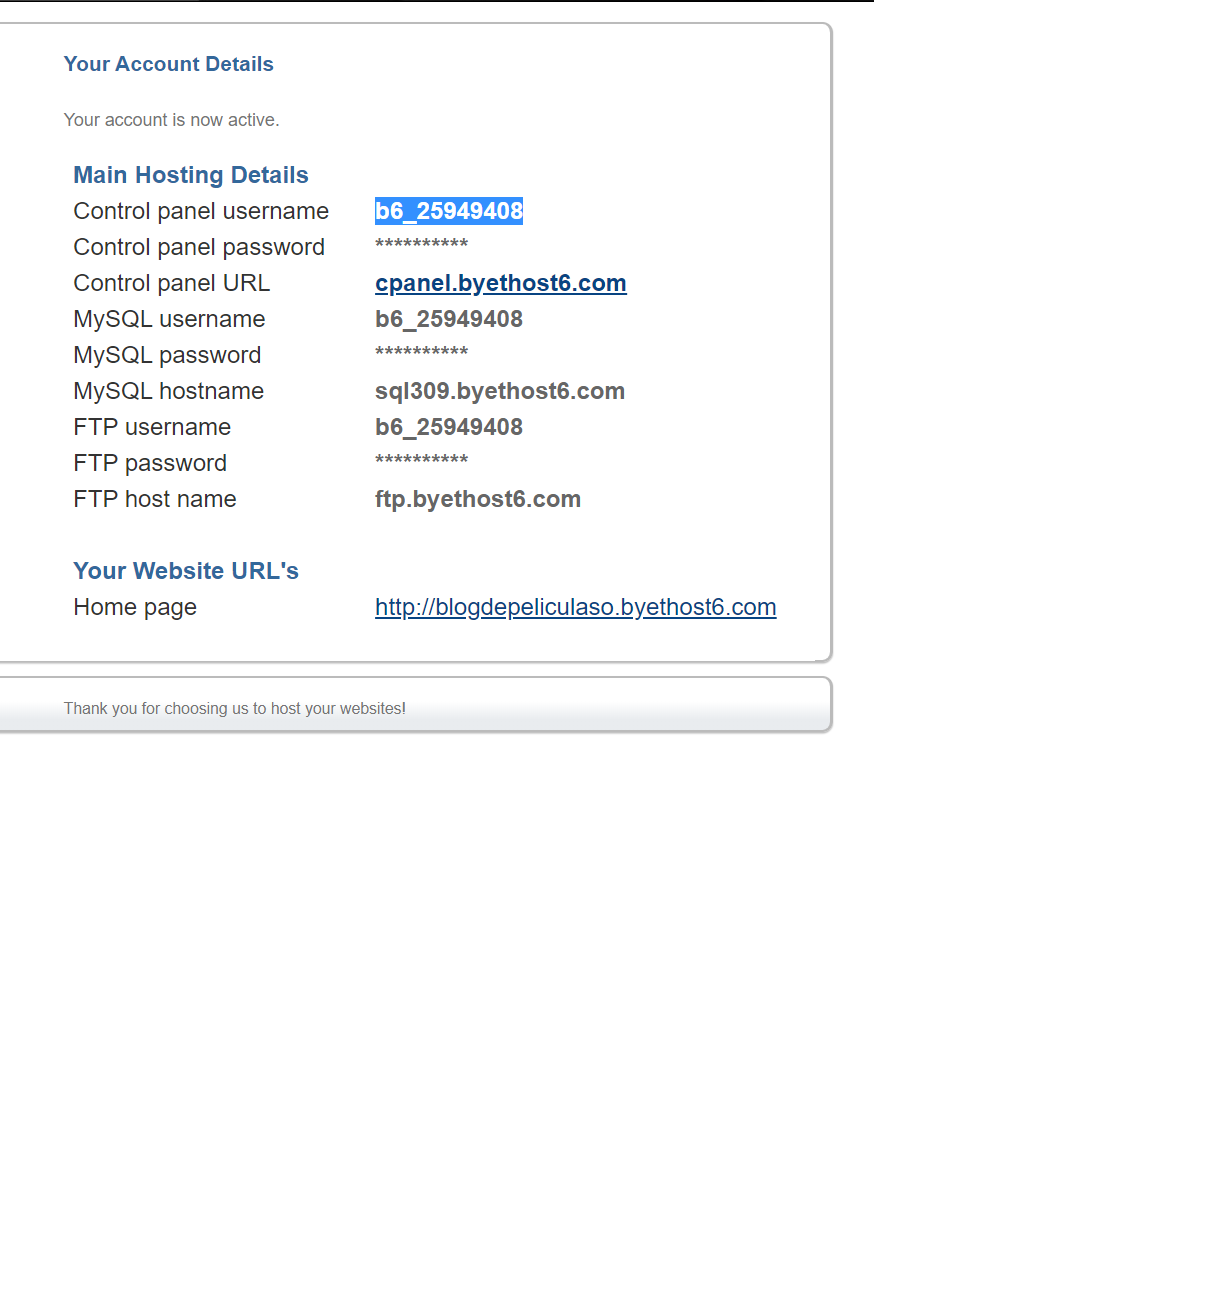 Your Account Details
Your account is now active.
Main Hosting Details
Control panel username b6_25949408
Control panel password **********
Control panel URL cpanel.byethost6.com
MySQL username b6_25949408
MySQL password **********
MySQL hostname sql309.byethost6.com
FTP username b6_25949408
FTP password **********
FTP host name ftp.byethost6.com
Your Website URL's
Home page http://blogdepeliculaso.byethost6.com
Thank you for choosing us to host your websites!